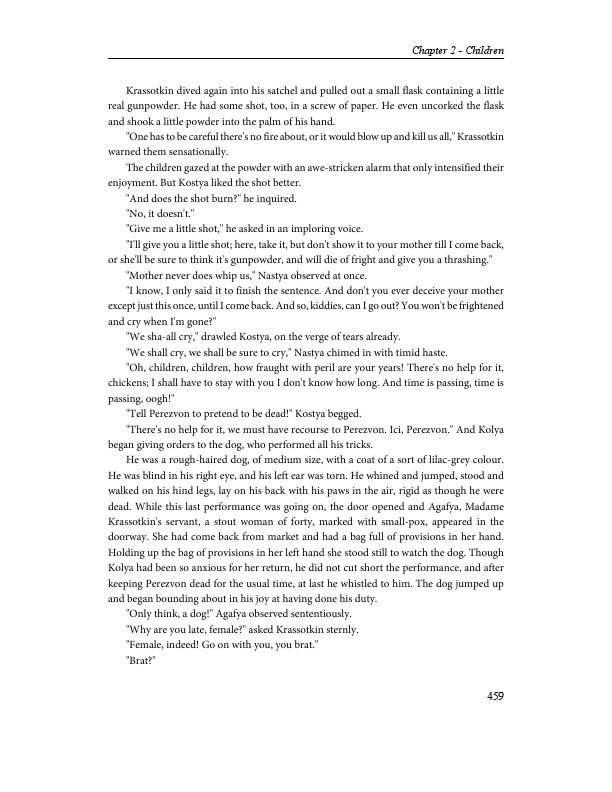 Chapter 2 - Children
Krassotkin dived again into his satchel and pulled out a small flask containing a little
real gunpowder. He had some shot, too, in a screw of paper. He even uncorked the flask
and shook a little powder into the palm of his hand.
"One has to be careful there's no fire about, or it would blow up and kill us all," Krassotkin
warned them sensationally.
The children gazed at the powder with an awe-stricken alarm that only intensified their
enjoyment. But Kostya liked the shot better.
"And does the shot burn?" he inquired.
"No, it doesn't."
"Give me a little shot," he asked in an imploring voice.
"I'll give you a little shot; here, take it, but don't show it to your mother till I come back,
or she'll be sure to think it's gunpowder, and will die of fright and give you a thrashing."
"Mother never does whip us," Nastya observed at once.
"I know, I only said it to finish the sentence. And don't you ever deceive your mother
except just this once, until I come back. And so, kiddies, can I go out? You won't be frightened
and cry when I'm gone?"
"We sha-all cry," drawled Kostya, on the verge of tears already.
"We shall cry, we shall be sure to cry," Nastya chimed in with timid haste.
"Oh, children, children, how fraught with peril are your years! There's no help for it,
chickens; I shall have to stay with you I don't know how long. And time is passing, time is
passing, oogh!"
"Tell Perezvon to pretend to be dead!" Kostya begged.
"There's no help for it, we must have recourse to Perezvon. Ici, Perezvon." And Kolya
began giving orders to the dog, who performed all his tricks.
He was a rough-haired dog, of medium size, with a coat of a sort of lilac-grey colour.
He was blind in his right eye, and his left ear was torn. He whined and jumped, stood and
walked on his hind legs, lay on his back with his paws in the air, rigid as though he were
dead. While this last performance was going on, the door opened and Agafya, Madame
Krassotkin's servant, a stout woman of forty, marked with small-pox, appeared in the
doorway. She had come back from market and had a bag full of provisions in her hand.
Holding up the bag of provisions in her left hand she stood still to watch the dog. Though
Kolya had been so anxious for her return, he did not cut short the performance, and after
keeping Perezvon dead for the usual time, at last he whistled to him. The dog jumped up
and began bounding about in his joy at having done his duty.
"Only think, a dog!" Agafya observed sententiously.
"Why are you late, female?" asked Krassotkin sternly.
"Female, indeed! Go on with you, you brat."
"Brat?"
459